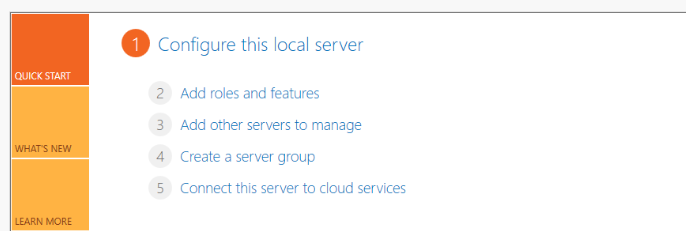 QUICK START
WHAT'S NEW
LEARN MORE
1 Configure this local server
2 Add roles and features
3 Add other servers to manage
4 Create a server group
5 Connect this server to cloud services